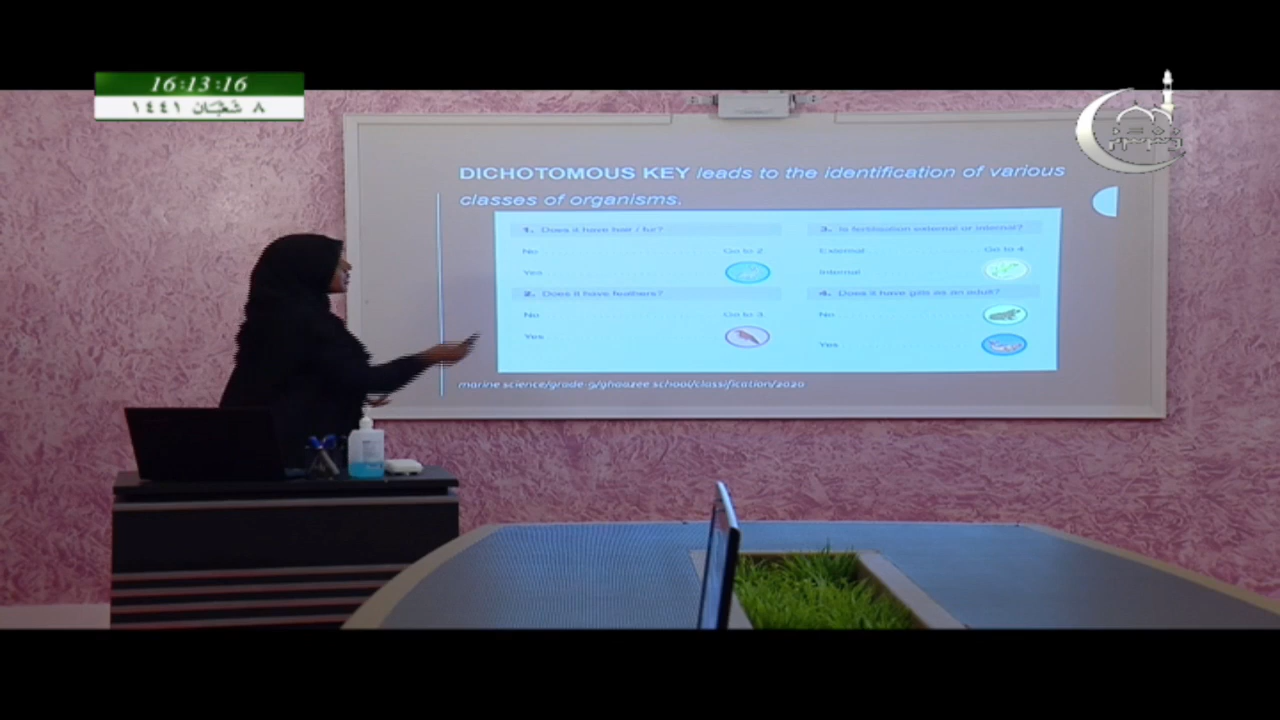 16:13:16
٨ شَعْبَان ١٤٤١
DICHOTOMOUS KEY leads to the identification of various
classes of organisms.
1. Does it have hair / fur?
No Go to 2
Yes
2. Does it have feathers?
No Go to 3
Yes
3. Is fertilisation external or internal?
External Go to 4
Internal
4. Does it have gills as an adult?
No
Yes
marine science/grade-9/ghaazee school/classification/2020